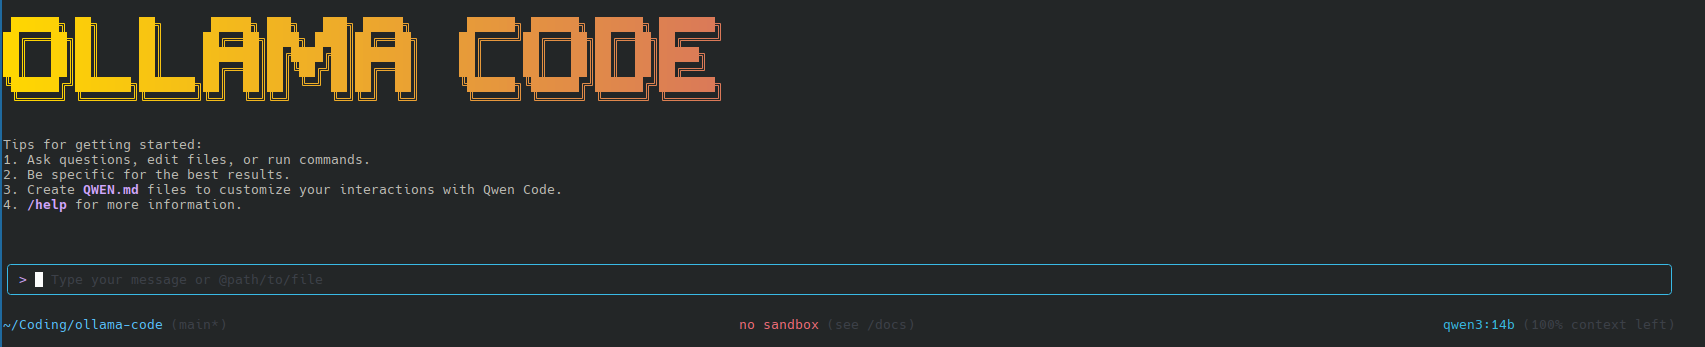 OLLAMA CODE
Tips for getting started:
1. Ask questions, edit files, or run commands.
2. Be specific for the best results.
3. Create QWEN.md files to customize your interactions with Qwen Code.
4. /help for more information.
> Type your message or @path/to/file
~/Coding/ollama-code (main*) no sandbox (see /docs) qwen3:14b (100% context left)